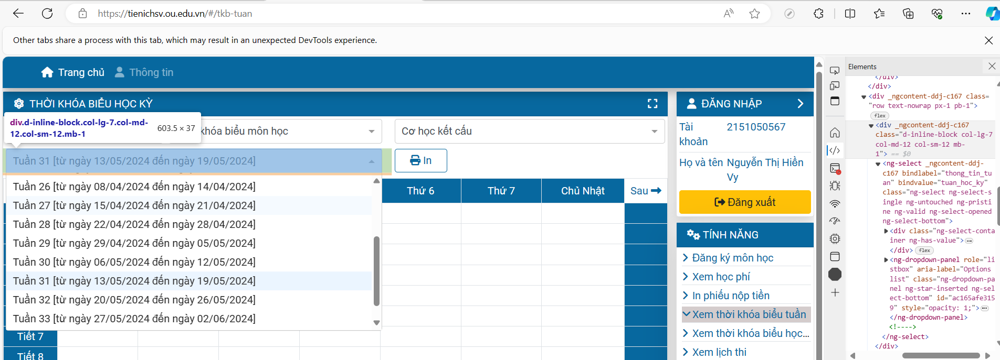 https://tienichsv.ou.edu.vn/#/tkb-tuan
Other tabs share a process with this tab, which may result in an unexpected DevTools experience.
Trang chủ Thông tin
THỜI KHÓA BIỂU HỌC KỲ
div.d-inline-block.col-lg-7.col-md-
12.col-sm-12.mb-1
603.5 × 37
khóa biểu môn học
Cơ học kết cấu
Tuần 31 [từ ngày 13/05/2024 đến ngày 19/05/2024]
In
Tuần 26 [từ ngày 08/04/2024 đến ngày 14/04/2024]
Tuần 27 [từ ngày 15/04/2024 đến ngày 21/04/2024]
Tuần 28 [từ ngày 22/04/2024 đến ngày 28/04/2024]
Tuần 29 [từ ngày 29/04/2024 đến ngày 05/05/2024]
Tuần 30 [từ ngày 06/05/2024 đến ngày 12/05/2024]
Tuần 31 [từ ngày 13/05/2024 đến ngày 19/05/2024]
Tuần 32 [từ ngày 20/05/2024 đến ngày 26/05/2024]
Tuần 33 [từ ngày 27/05/2024 đến ngày 02/06/2024]
Thứ 6 Thứ 7 Chủ Nhật Sau
Tiết 7
Tiết 8
ĐĂNG NHẬP
Tài khoản 2151050567
Họ và tên Nguyễn Thị Hiền
Vy
Đăng xuất
TÍNH NĂNG
Đăng ký môn học
Xem học phí
In phiếu nộp tiền
Xem thời khóa biểu tuần
Xem thời khóa biểu học...
Xem lịch thi
Elements
</div>
</div>
<div _ngcontent-ddj-c167 class=
"row text-nowrap px-1 pb-1">
flex
<div _ngcontent-ddj-c167
class="d-inline-block col-lg-7
col-md-12 col-sm-12 mb-
1"> == $0
<ng-select _ngcontent-ddj-
c167 bindlabel="thong_tin_tu
an" bindvalue="tuan_hoc_ky"
class="ng-select ng-select-s
ingle ng-untouched ng-pristi
ne ng-valid ng-select-opened
ng-select-bottom">
<div class="ng-select-conta
iner ng-has-value">
</div> flex
<ng-dropdown-panel role="li
stbox" aria-label="Options
list" class="ng-dropdown-pa
nel ng-star-inserted ng-sel
ect-bottom" id="ac165afe315
9" style="opacity: 1;">
</ng-dropdown-panel>
<!---->
</ng-select>
</div>